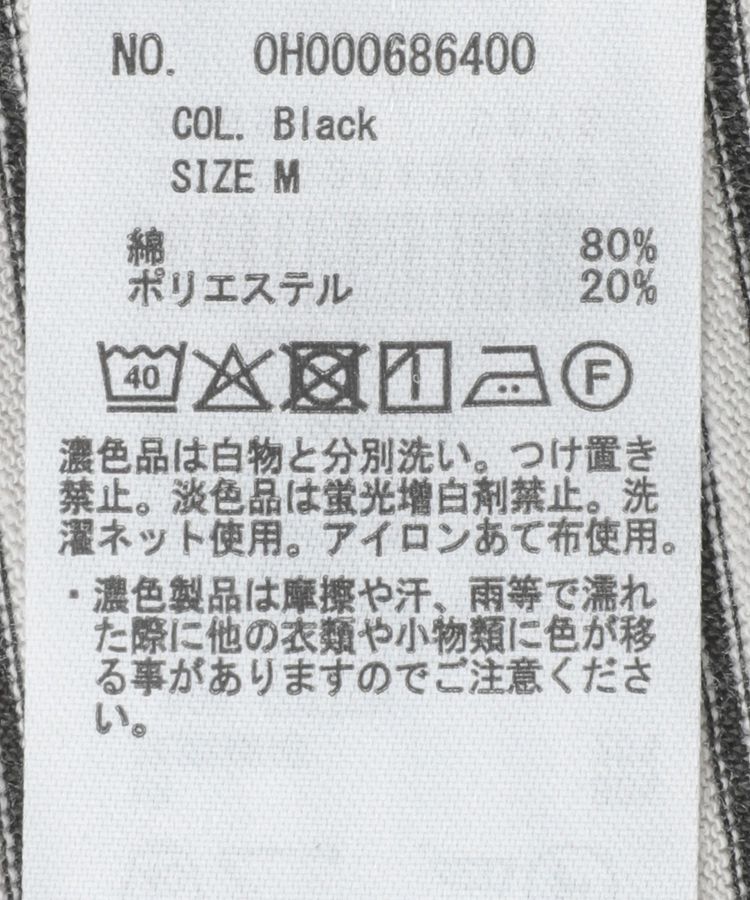 NO. OH000686400
COL. Black
SIZE M
綿 80%
ポリエステル 20%
40 F
濃色品は白物と分別洗い。つけ置き
禁止。淡色品は蛍光増白剤禁止。洗
濯ネット使用。アイロンあて布使用。
・濃色製品は摩擦や汗、雨等で濡れ
た際に他の衣類や小物類に色が移
る事がありますのでご注意くださ
い。